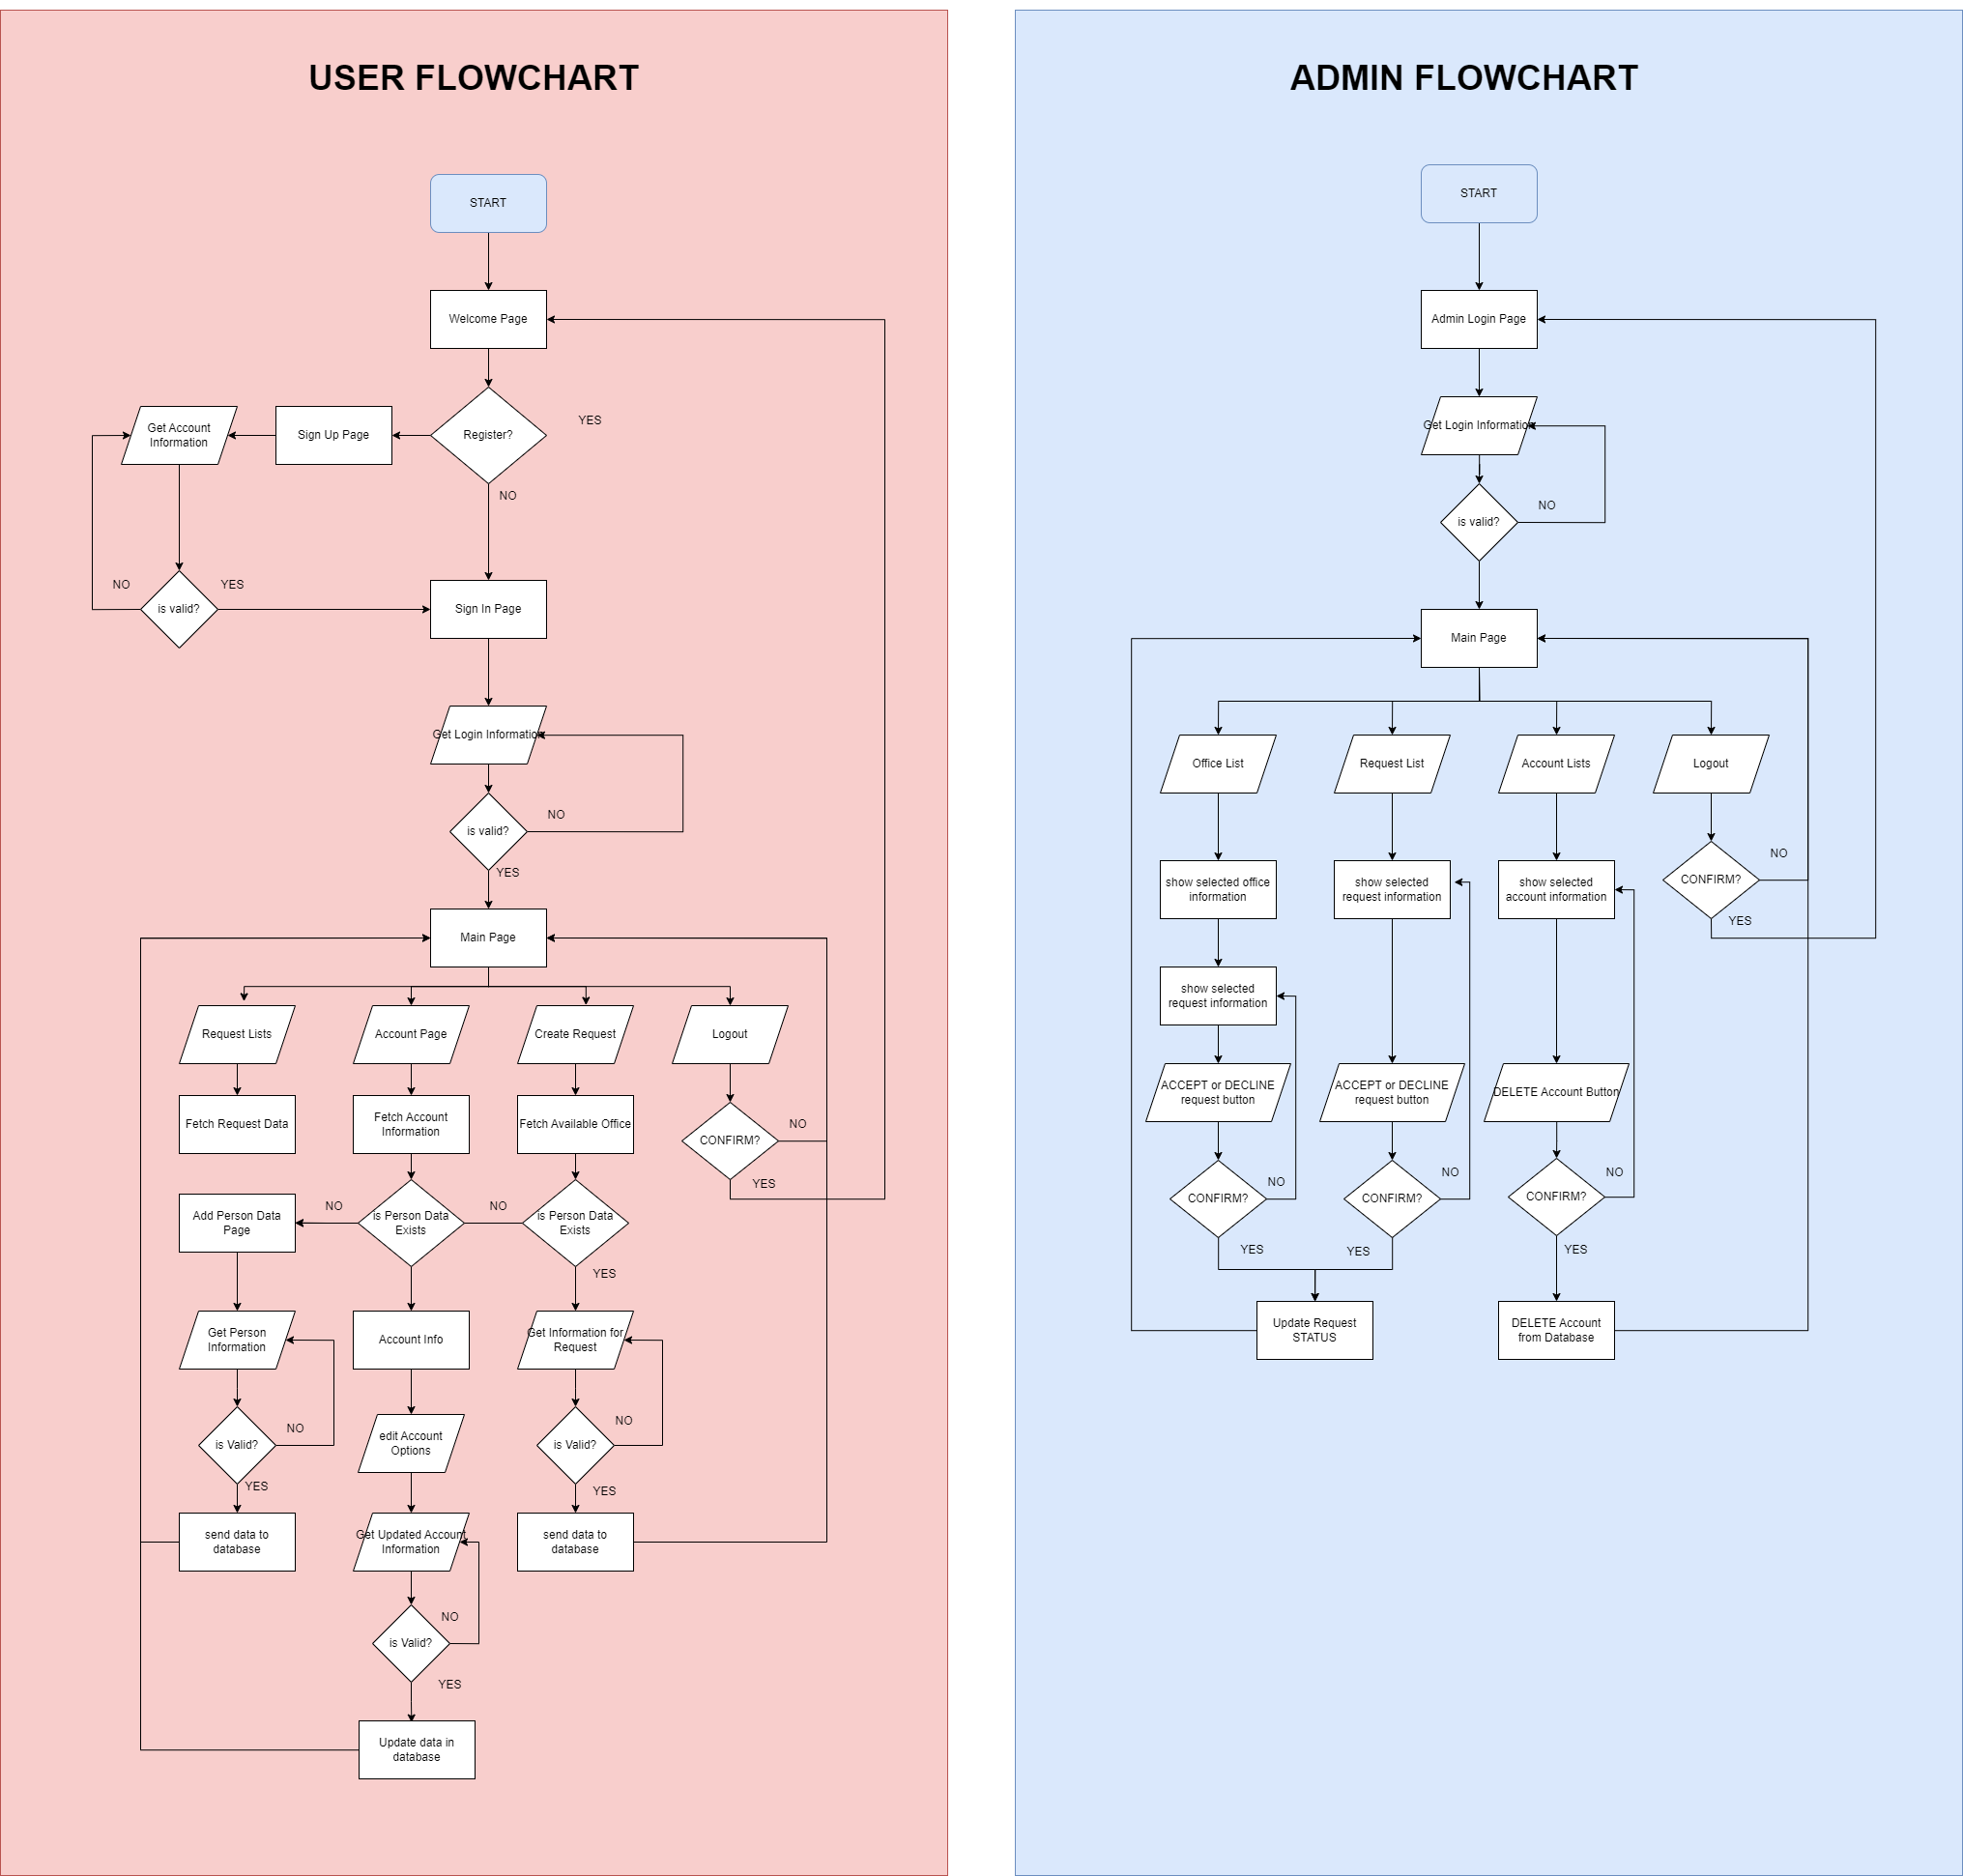 USER FLOWCHART
START
Welcome Page
Register?
YES
NO
Sign Up Page
Get Account
Information
NO
is valid?
YES
Sign In Page
Get Login Information
is valid?
NO
YES
Main Page
Request Lists
Account Page
Create Request
Logout
Fetch Request Data
Fetch Account
Information
Fetch Available Office
CONFIRM?
NO
YES
Add Person Data
Page
NO
is Person Data
Exists
NO
is Person Data
Exists
YES
Get Person
Information
Account Info
Get Information for
Request
is Valid?
NO
YES
edit Account
Options
is Valid?
NO
YES
send data to
database
Get Updated Account
Information
send data to
database
NO
is Valid?
YES
Update data in
database
ADMIN FLOWCHART
START
Admin Login Page
Get Login Information
is valid?
NO
Main Page
Office List
Request List
Account Lists
Logout
show selected office
information
show selected
request information
show selected
account information
CONFIRM?
NO
YES
show selected
request information
ACCEPT or DECLINE
request button
ACCEPT or DECLINE
request button
DELETE Account Button
CONFIRM?
NO
YES
CONFIRM?
NO
YES
CONFIRM?
NO
YES
Update Request
STATUS
DELETE Account
from Database